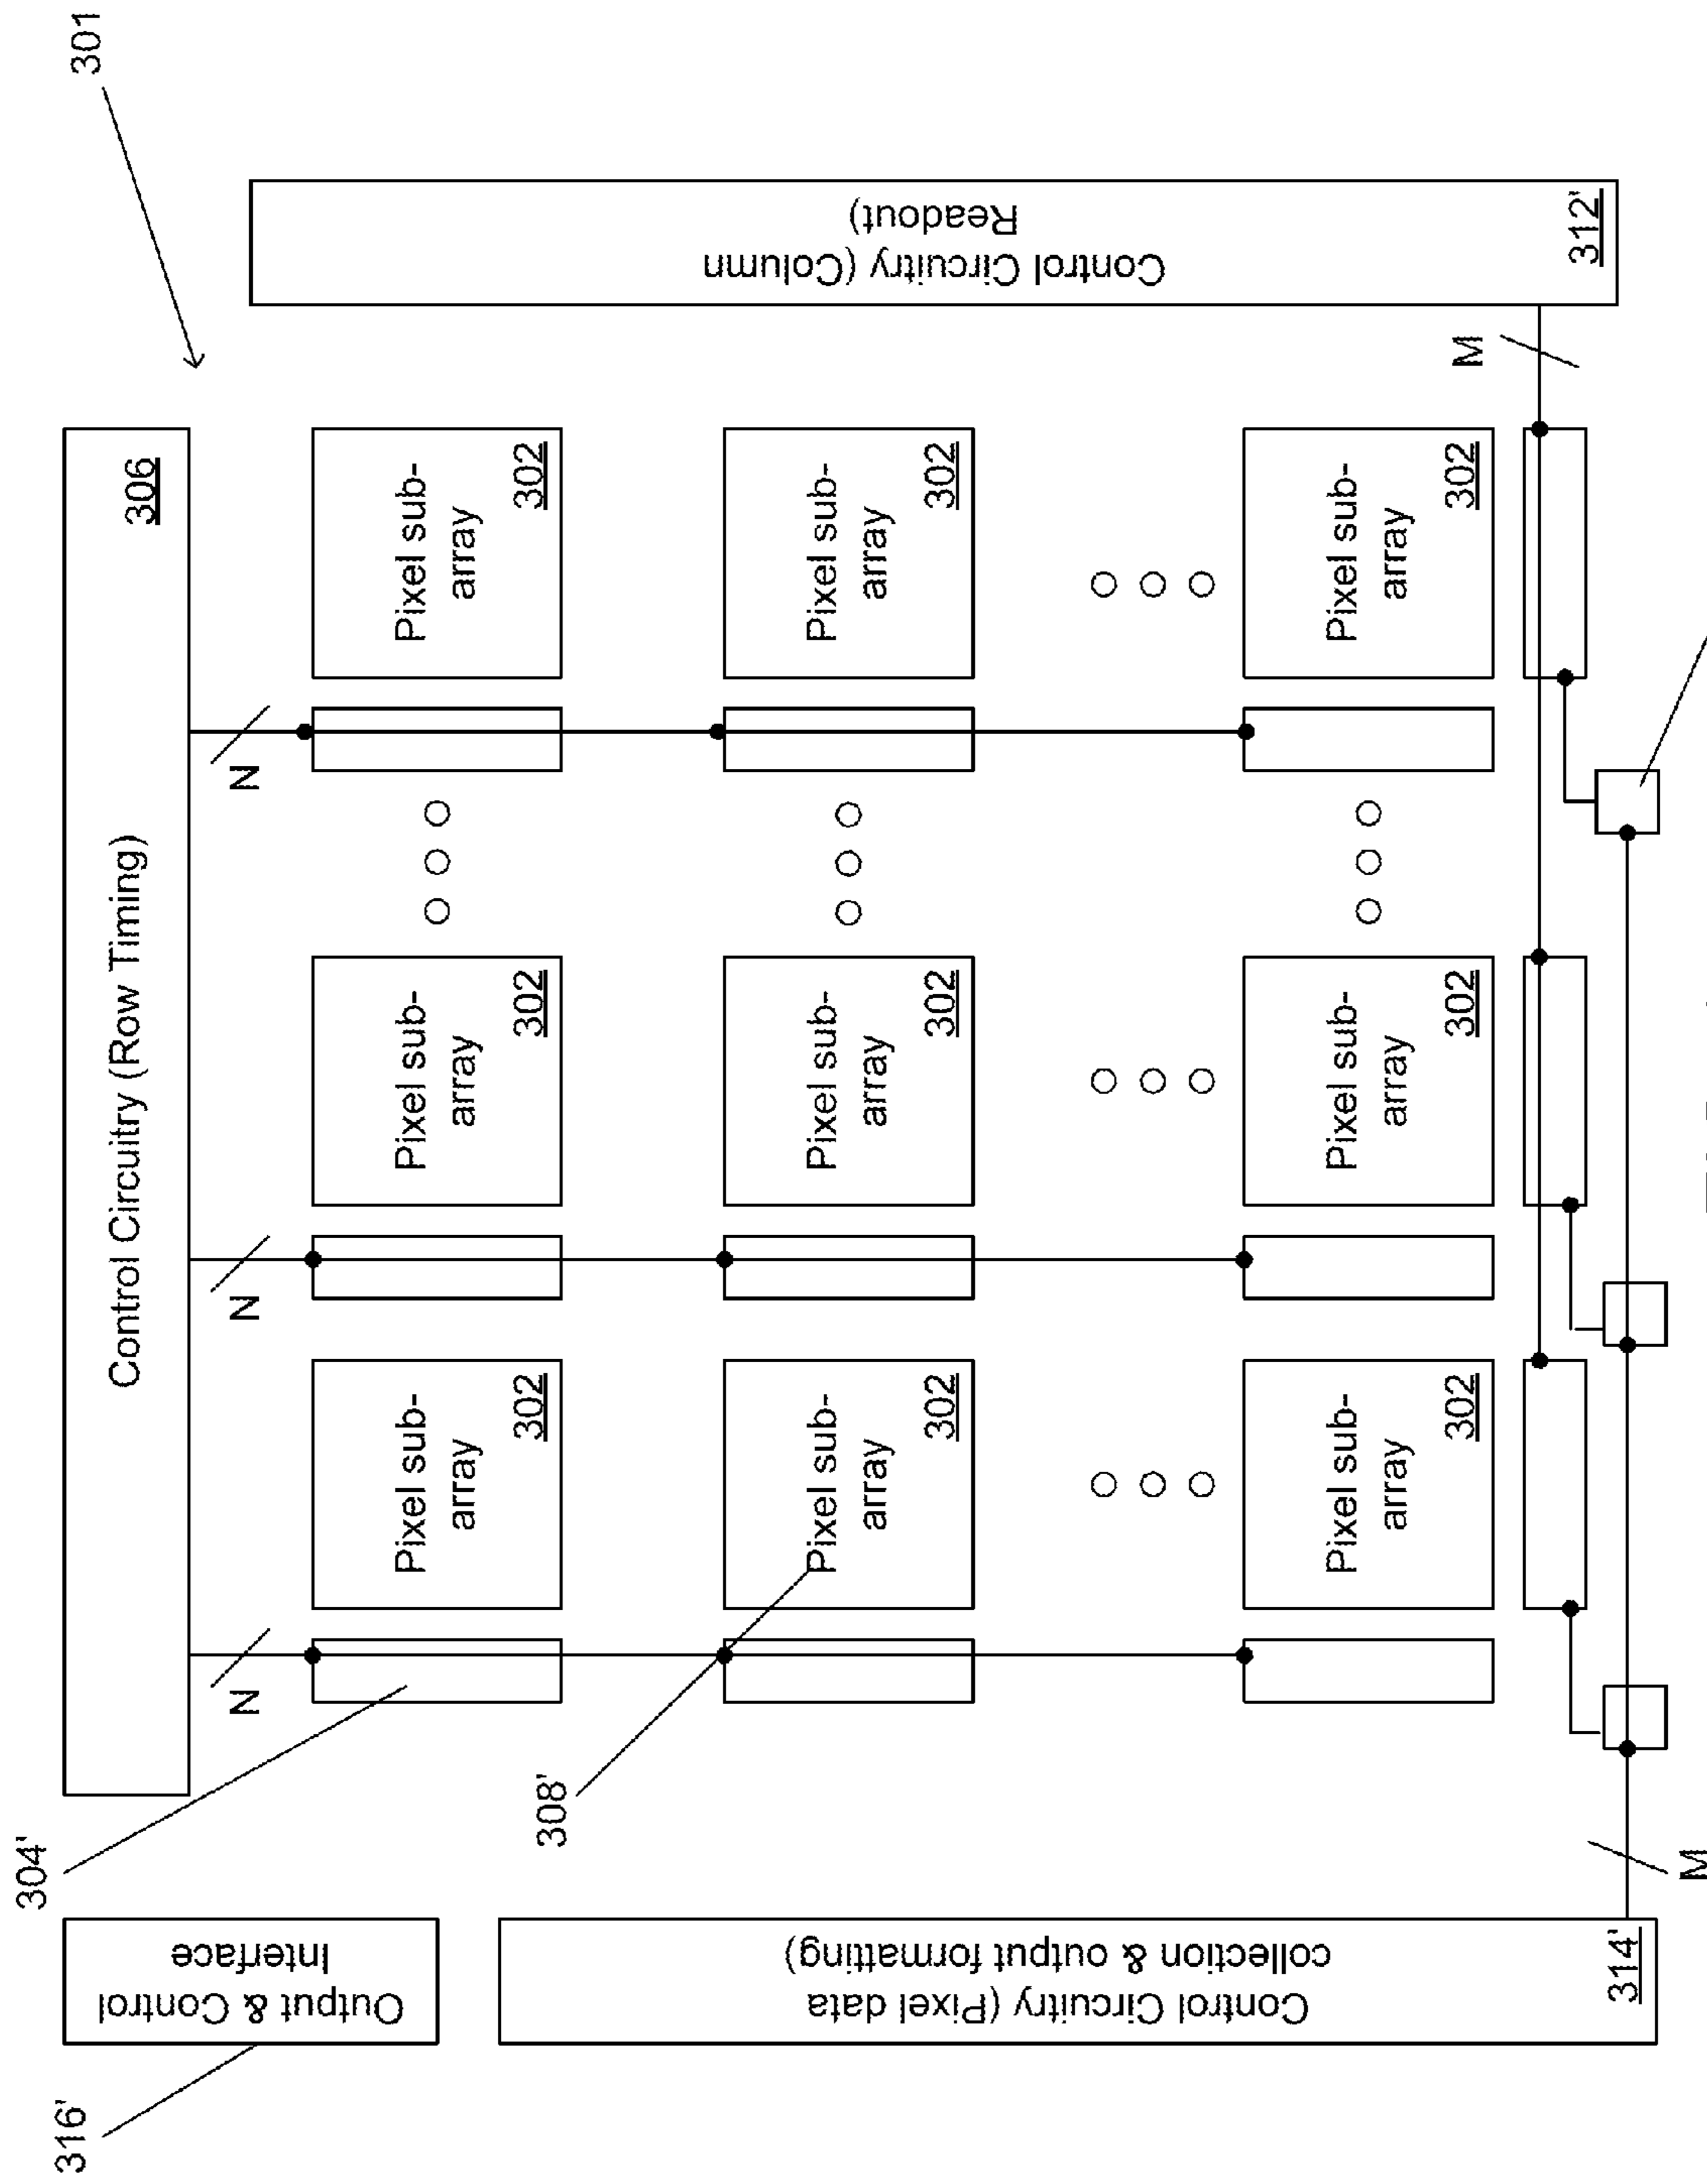 301
306
Control Circuitry (Row Timing)
N
N
N
Pixel sub-
array
302
Pixel sub-
array
302
Pixel sub-
array
302
Pixel sub-
array
302
Pixel sub-
array
302
Pixel sub-
array
302
Pixel sub-
array
302
Pixel sub-
array
302
Pixel sub-
array
302
Control Circuitry (Column
Readout)
312'
M
304'
308'
Output & Control
Interface
316'
Control Circuitry (Pixel data
collection & output formatting)
314'
M